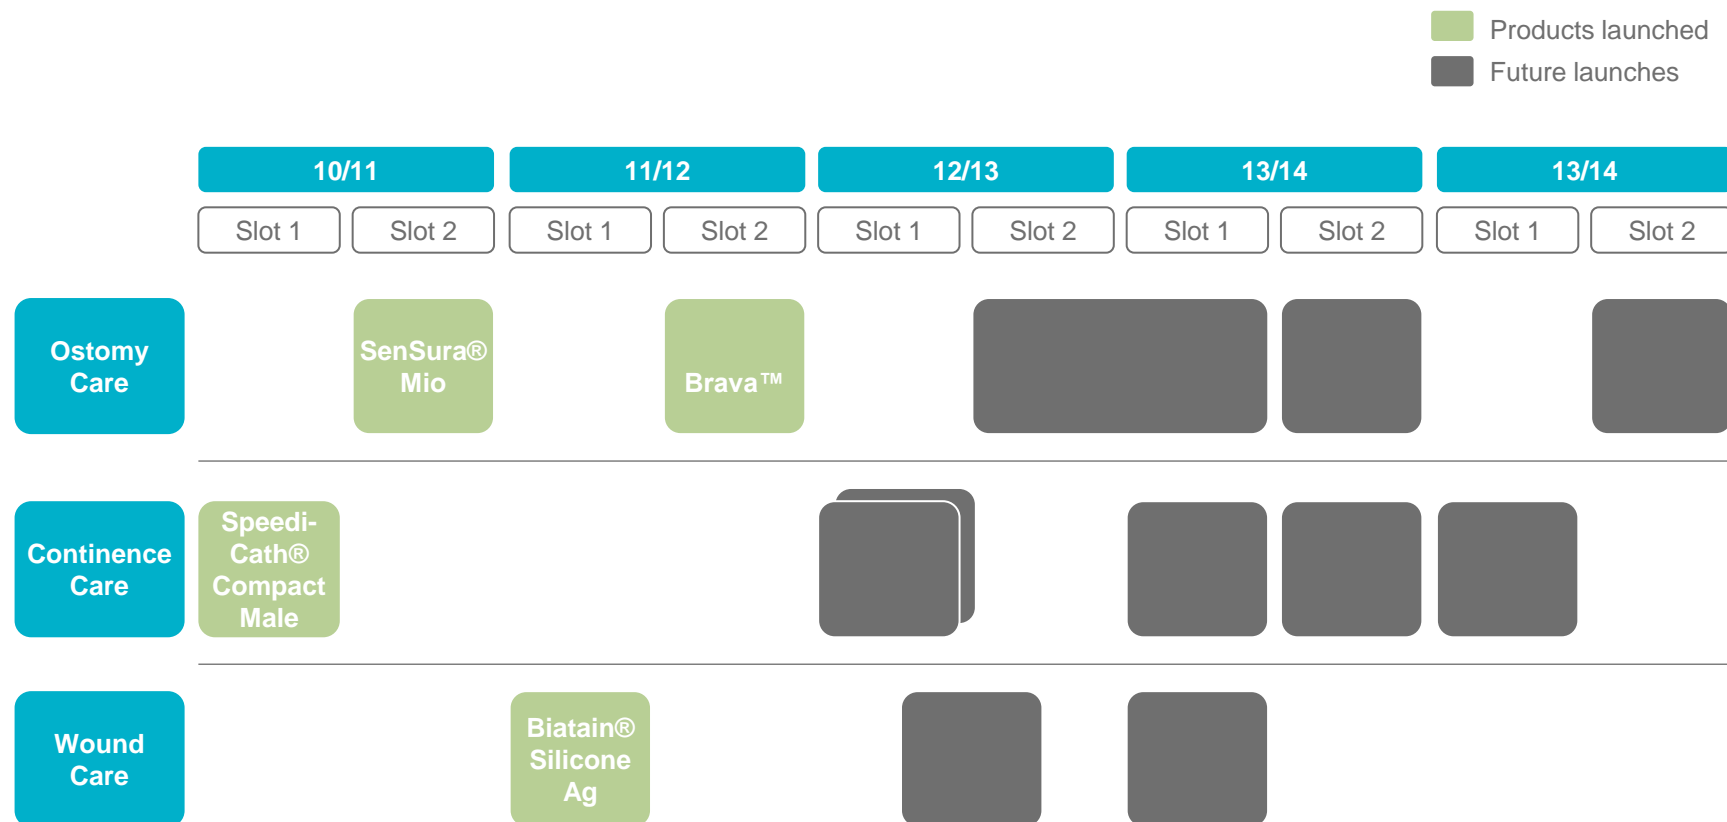 Products launched
Future launches
10/11
11/12
12/13
13/14
13/14
Slot 1
Slot 2
Slot 1
Slot 2
Slot 1
Slot 2
Slot 1
Slot 2
Slot 1
Slot 2
Ostomy
Care
SenSura®
Mio
Brava™
Continence
Care
Speedi-
Cath®
Compact
Male
Wound
Care
Biatain®
Silicone
Ag